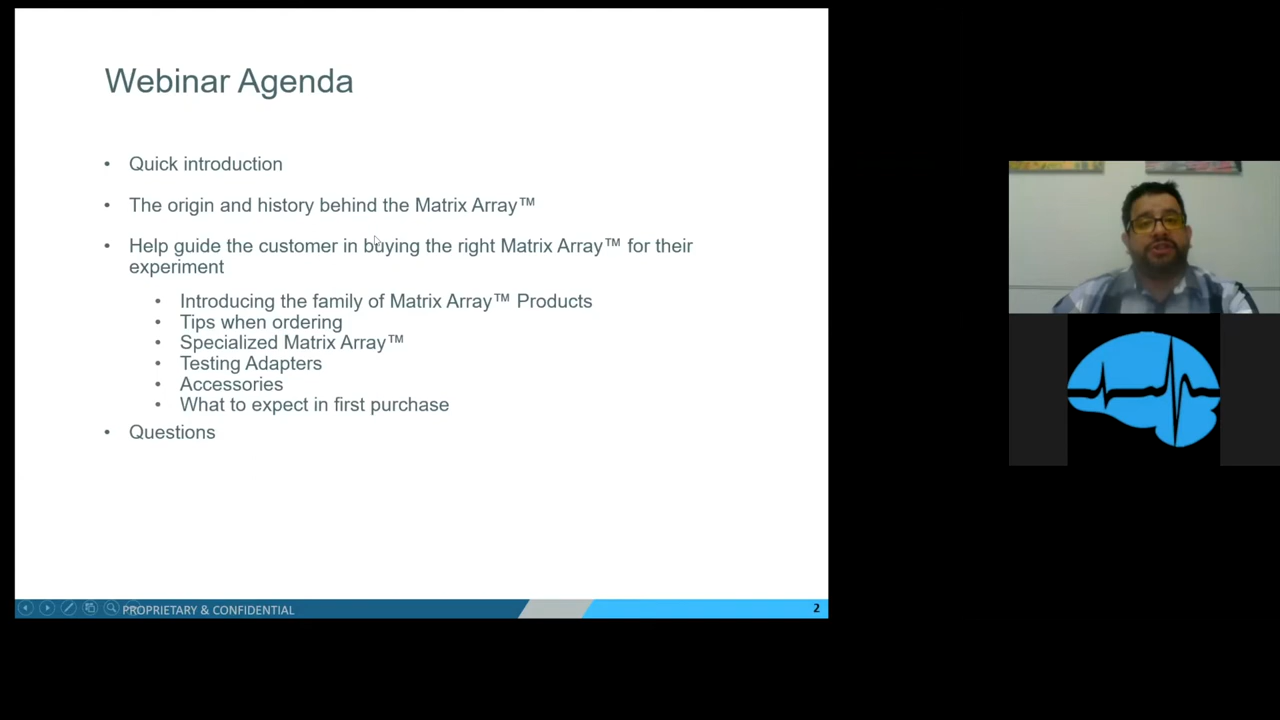 Webinar Agenda
• Quick introduction
• The origin and history behind the Matrix Array™
• Help guide the customer in buying the right Matrix Array™ for their
experiment
• Introducing the family of Matrix Array™ Products
• Tips when ordering
• Specialized Matrix Array™
• Testing Adapters
• Accessories
• What to expect in first purchase
• Questions
PROPRIETARY & CONFIDENTIAL
2